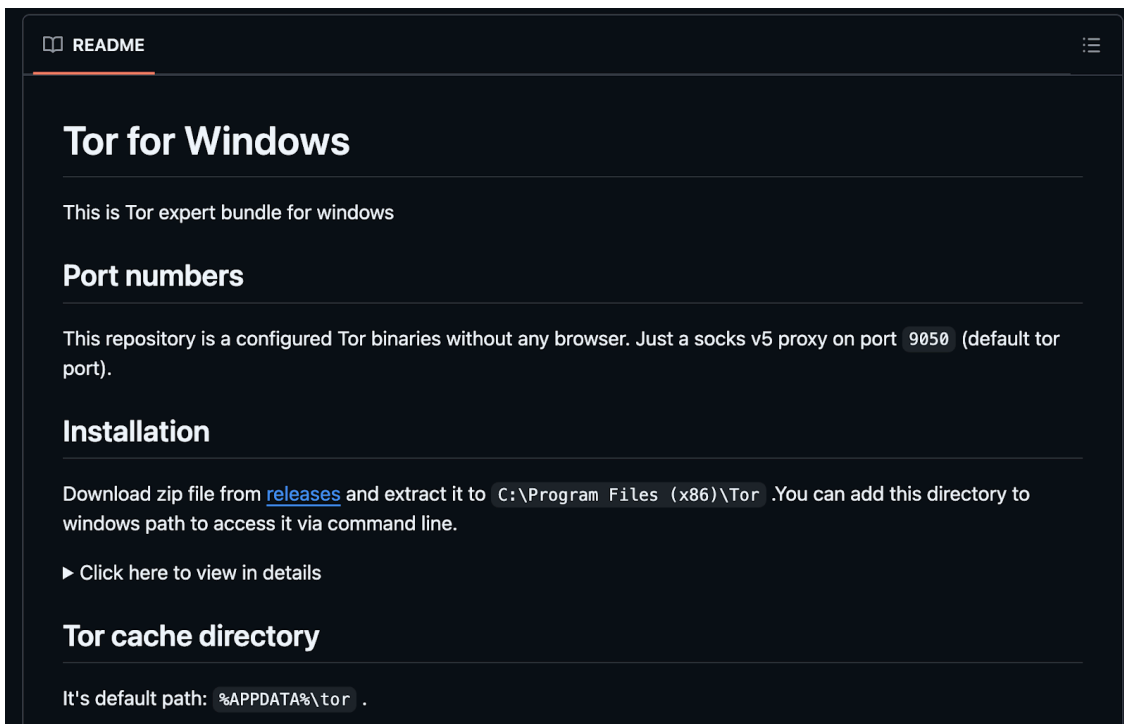 README
Tor for Windows
This is Tor expert bundle for windows
Port numbers
This repository is a configured Tor binaries without any browser. Just a socks v5 proxy on port 9050 (default tor
port).
Installation
Download zip file from releases and extract it to C:\Program Files (x86)\Tor .You can add this directory to
windows path to access it via command line.
Click here to view in details
Tor cache directory
It's default path: %APPDATA%\tor .